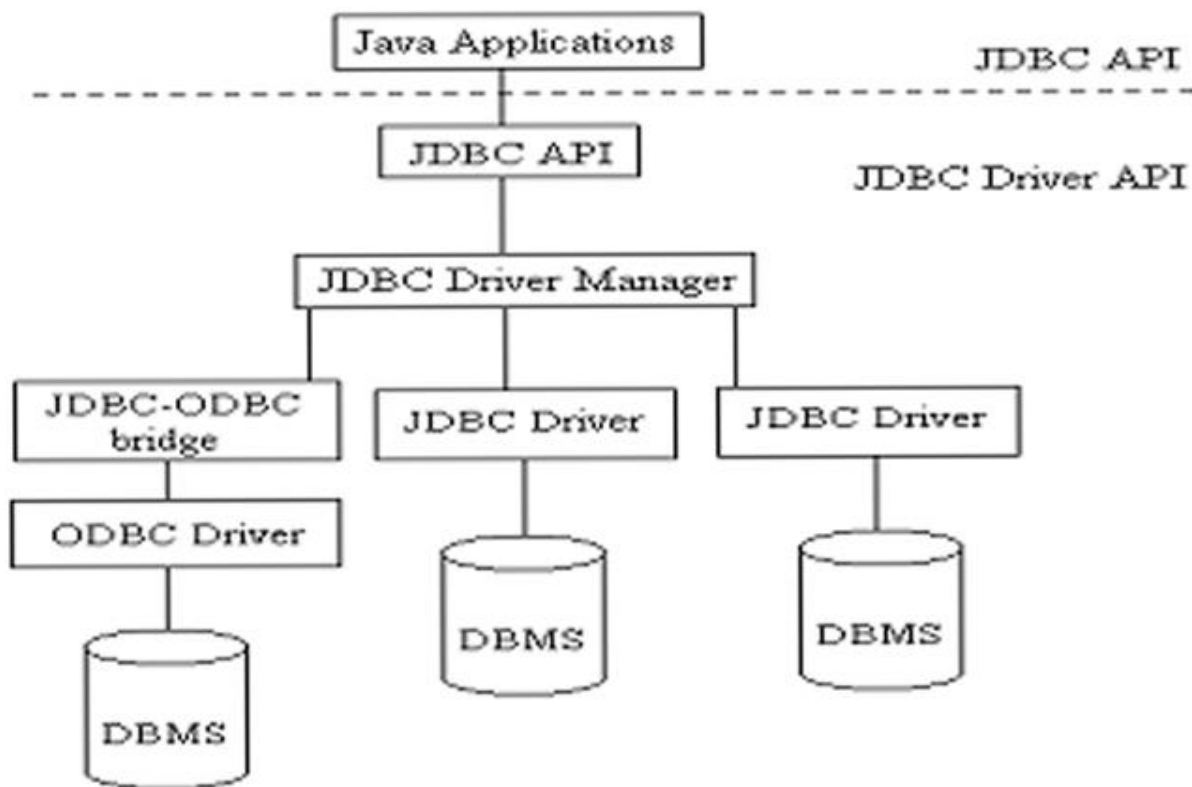 Java Applications
JDBC API
JDBC API
JDBC Driver API
JDBC Driver Manager
JDBC-ODBC
bridge
JDBC Driver
JDBC Driver
ODBC Driver
DBMS
DBMS
DBMS